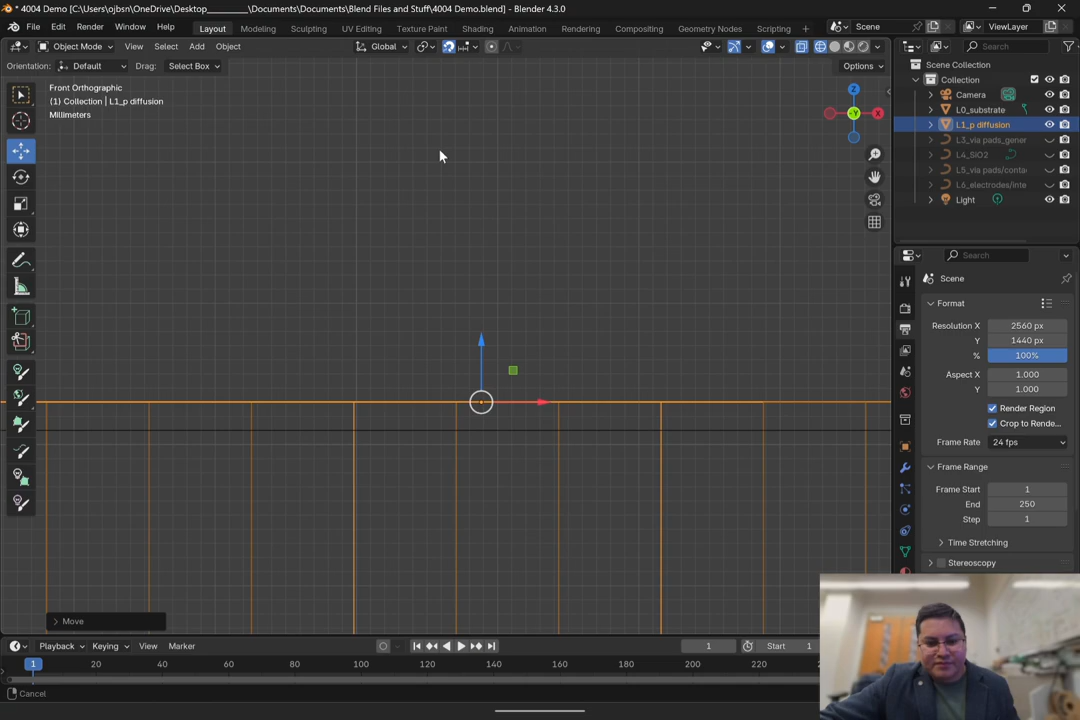 * 4004 Demo [C:\Users\ojbsn\OneDrive\Desktop_________\Documents\Documents\Blend Files and Stuff\4004 Demo.blend] - Blender 4.3.0
File Edit Render Window Help Layout Modeling Sculpting UV Editing Texture Paint Shading Animation Rendering Compositing Geometry Nodes Scripting + Scene ViewLayer
Object Mode View Select Add Object Global Search
Orientation: Default Drag: Select Box Options
Front Orthographic
(1) Collection | L1_p diffusion
Millimeters
Z
X
-Y
Scene Collection
Collection
Camera
L0_substrate
L1_p diffusion
L3_via pads_gener
L4_SiO2
L5_via pads/conta
L6_electrodes/inte
Light
Search
Scene
Format
Resolution X 2560 px
Y 1440 px
% 100%
Aspect X 1.000
Y 1.000
Render Region
Crop to Rende...
Frame Rate 24 fps
Frame Range
Frame Start 1
End 250
Step 1
Time Stretching
Stereoscopy
Move
Playback Keying View Marker 1 Start 1
1 20 40 60 80 100 120 140 160 180 200 220
Cancel